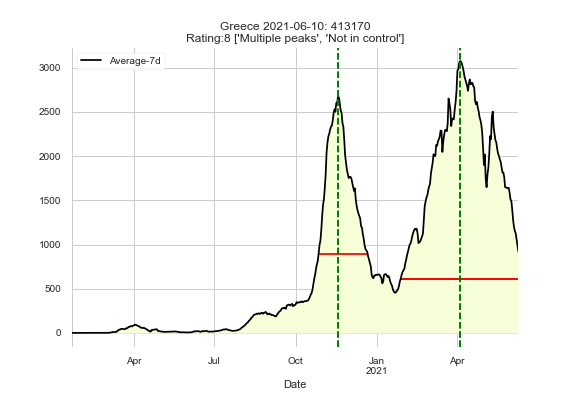 Greece 2021-06-10: 413170
Rating:8 ['Multiple peaks', 'Not in control']
Average-7d
3000
2500
2000
1500
1000
500
0
Apr
Jul
Oct
Jan
2021
Apr
Date